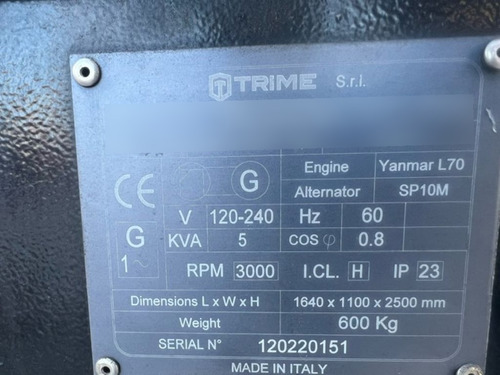 TRIME S.r.l.
CE G Engine Yanmar L70
Alternator SP10M
G 1~ V 120-240 Hz 60
KVA 5 cos φ 0.8
RPM 3000 I.CL. H IP 23
Dimensions L x W x H 1640 x 1100 x 2500 mm
Weight 600 Kg
SERIAL N° 120220151
MADE IN ITALY